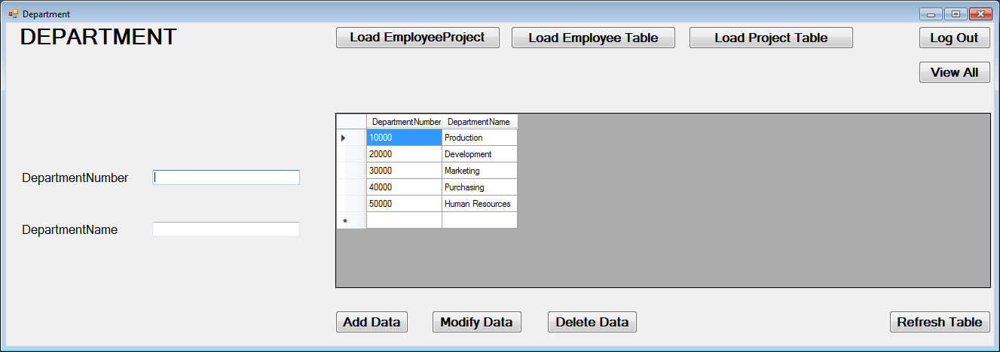 Department
DEPARTMENT
Load EmployeeProject
Load Employee Table
Load Project Table
Log Out
View All
DepartmentNumber DepartmentName
10000 Production
20000 Development
30000 Marketing
40000 Purchasing
50000 Human Resources
*
DepartmentNumber
DepartmentName
Add Data
Modify Data
Delete Data
Refresh Table